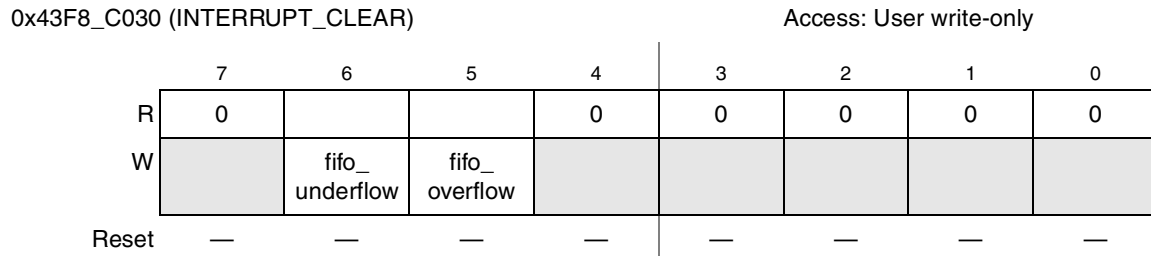 0x43F8_C030 (INTERRUPT_CLEAR) Access: User write-only
7 6 5 4 3 2 1 0
R 0 0 0 0 0 0
W fifo_ fifo_
underflow overflow
Reset — — — — — — — —